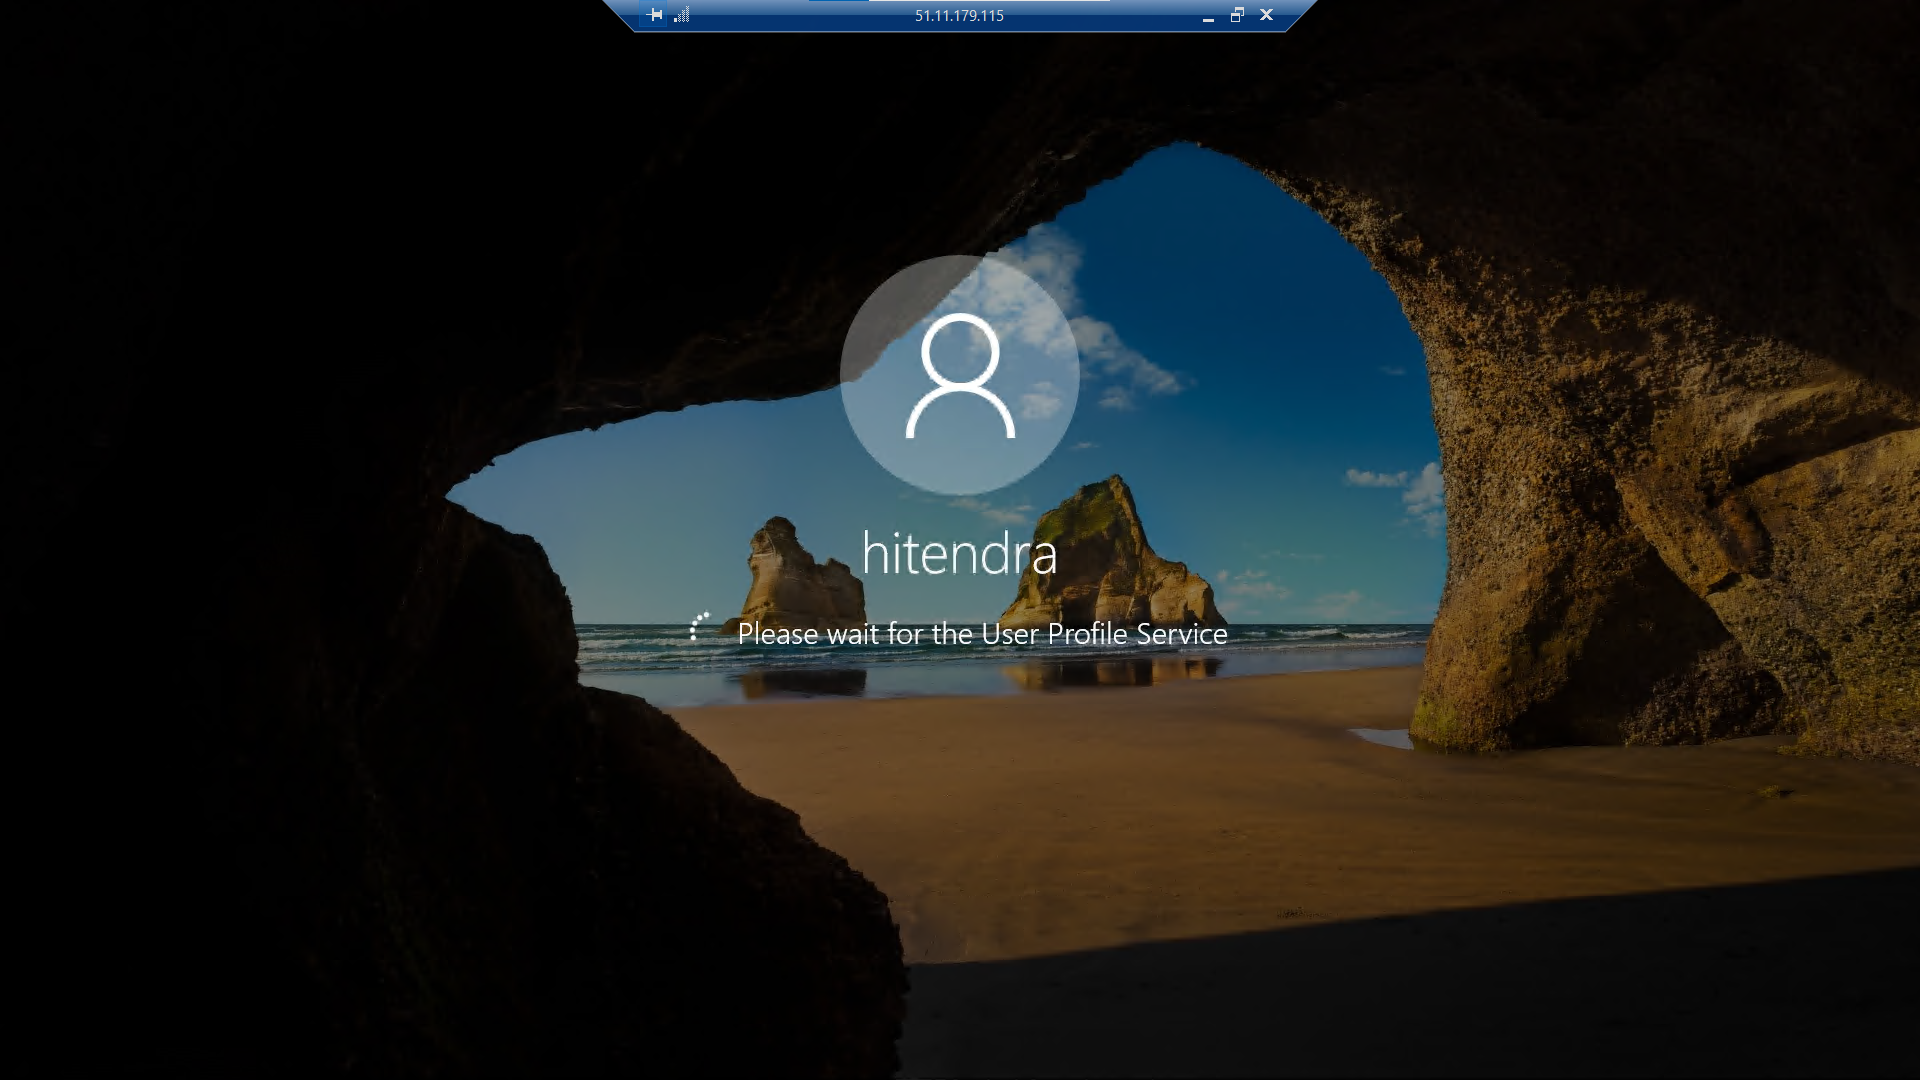 51.11.179.115
hitendra
Please wait for the User Profile Service